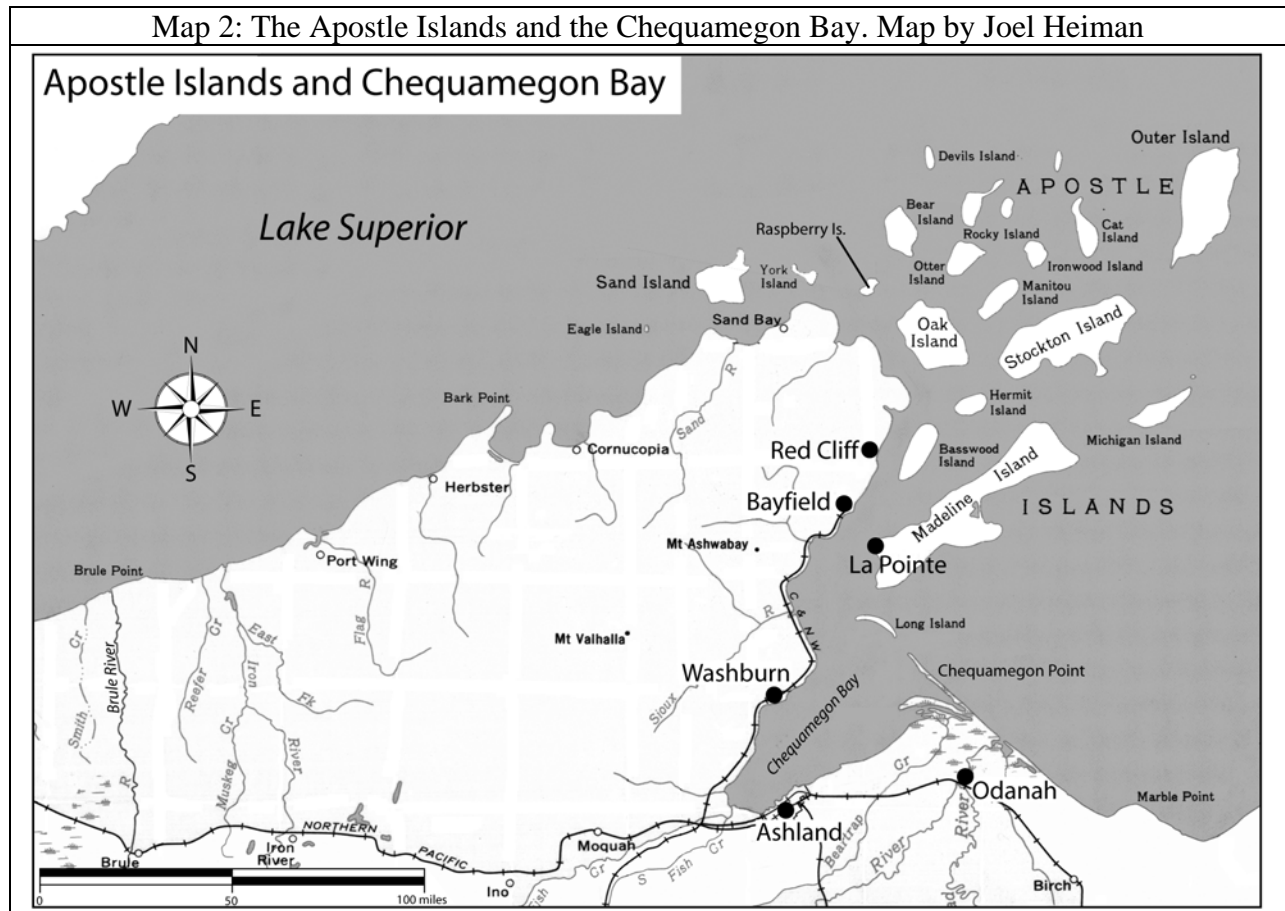 Map 2: The Apostle Islands and the Chequamegon Bay. Map by Joel Heiman
Apostle Islands and Chequamegon Bay
Outer Island
Devils Island
APOSTLE
Bear
Island
Lake Superior
Rocky Island
Cat
Island
Raspberry Is.
Otter
Island
Ironwood Island
York
Island
Sand Island
Manitou
Island
Eagle Island
Sand Bay
Oak
Island
Stockton Island
N
W
E
S
Bark Point
Hermit
Island
Sand
R
Michigan Island
Cornucopia
Red Cliff
Basswood
Island
Madeline Island
Herbster
Bayfield
ISLANDS
Mt Ashwabay
La Pointe
Port Wing
Brule Point
Flag
R
C & NW
R
Long Island
Mt Valhalla
Cr
East
Iron
Fk
Reefer
Cr
Brule River
Smith
Chequamegon Point
Washburn
Sioux
Chequamegon Bay
Cr
River
Muskeg
R
Cr
Odanah
Marble Point
NORTHERN
PACIFIC
Ashland
Brule
Iron
River
Moquah
Cr
S Fish
Beartrap
River
River
Ino
Fish
Cr
Birch
0
50
100 miles